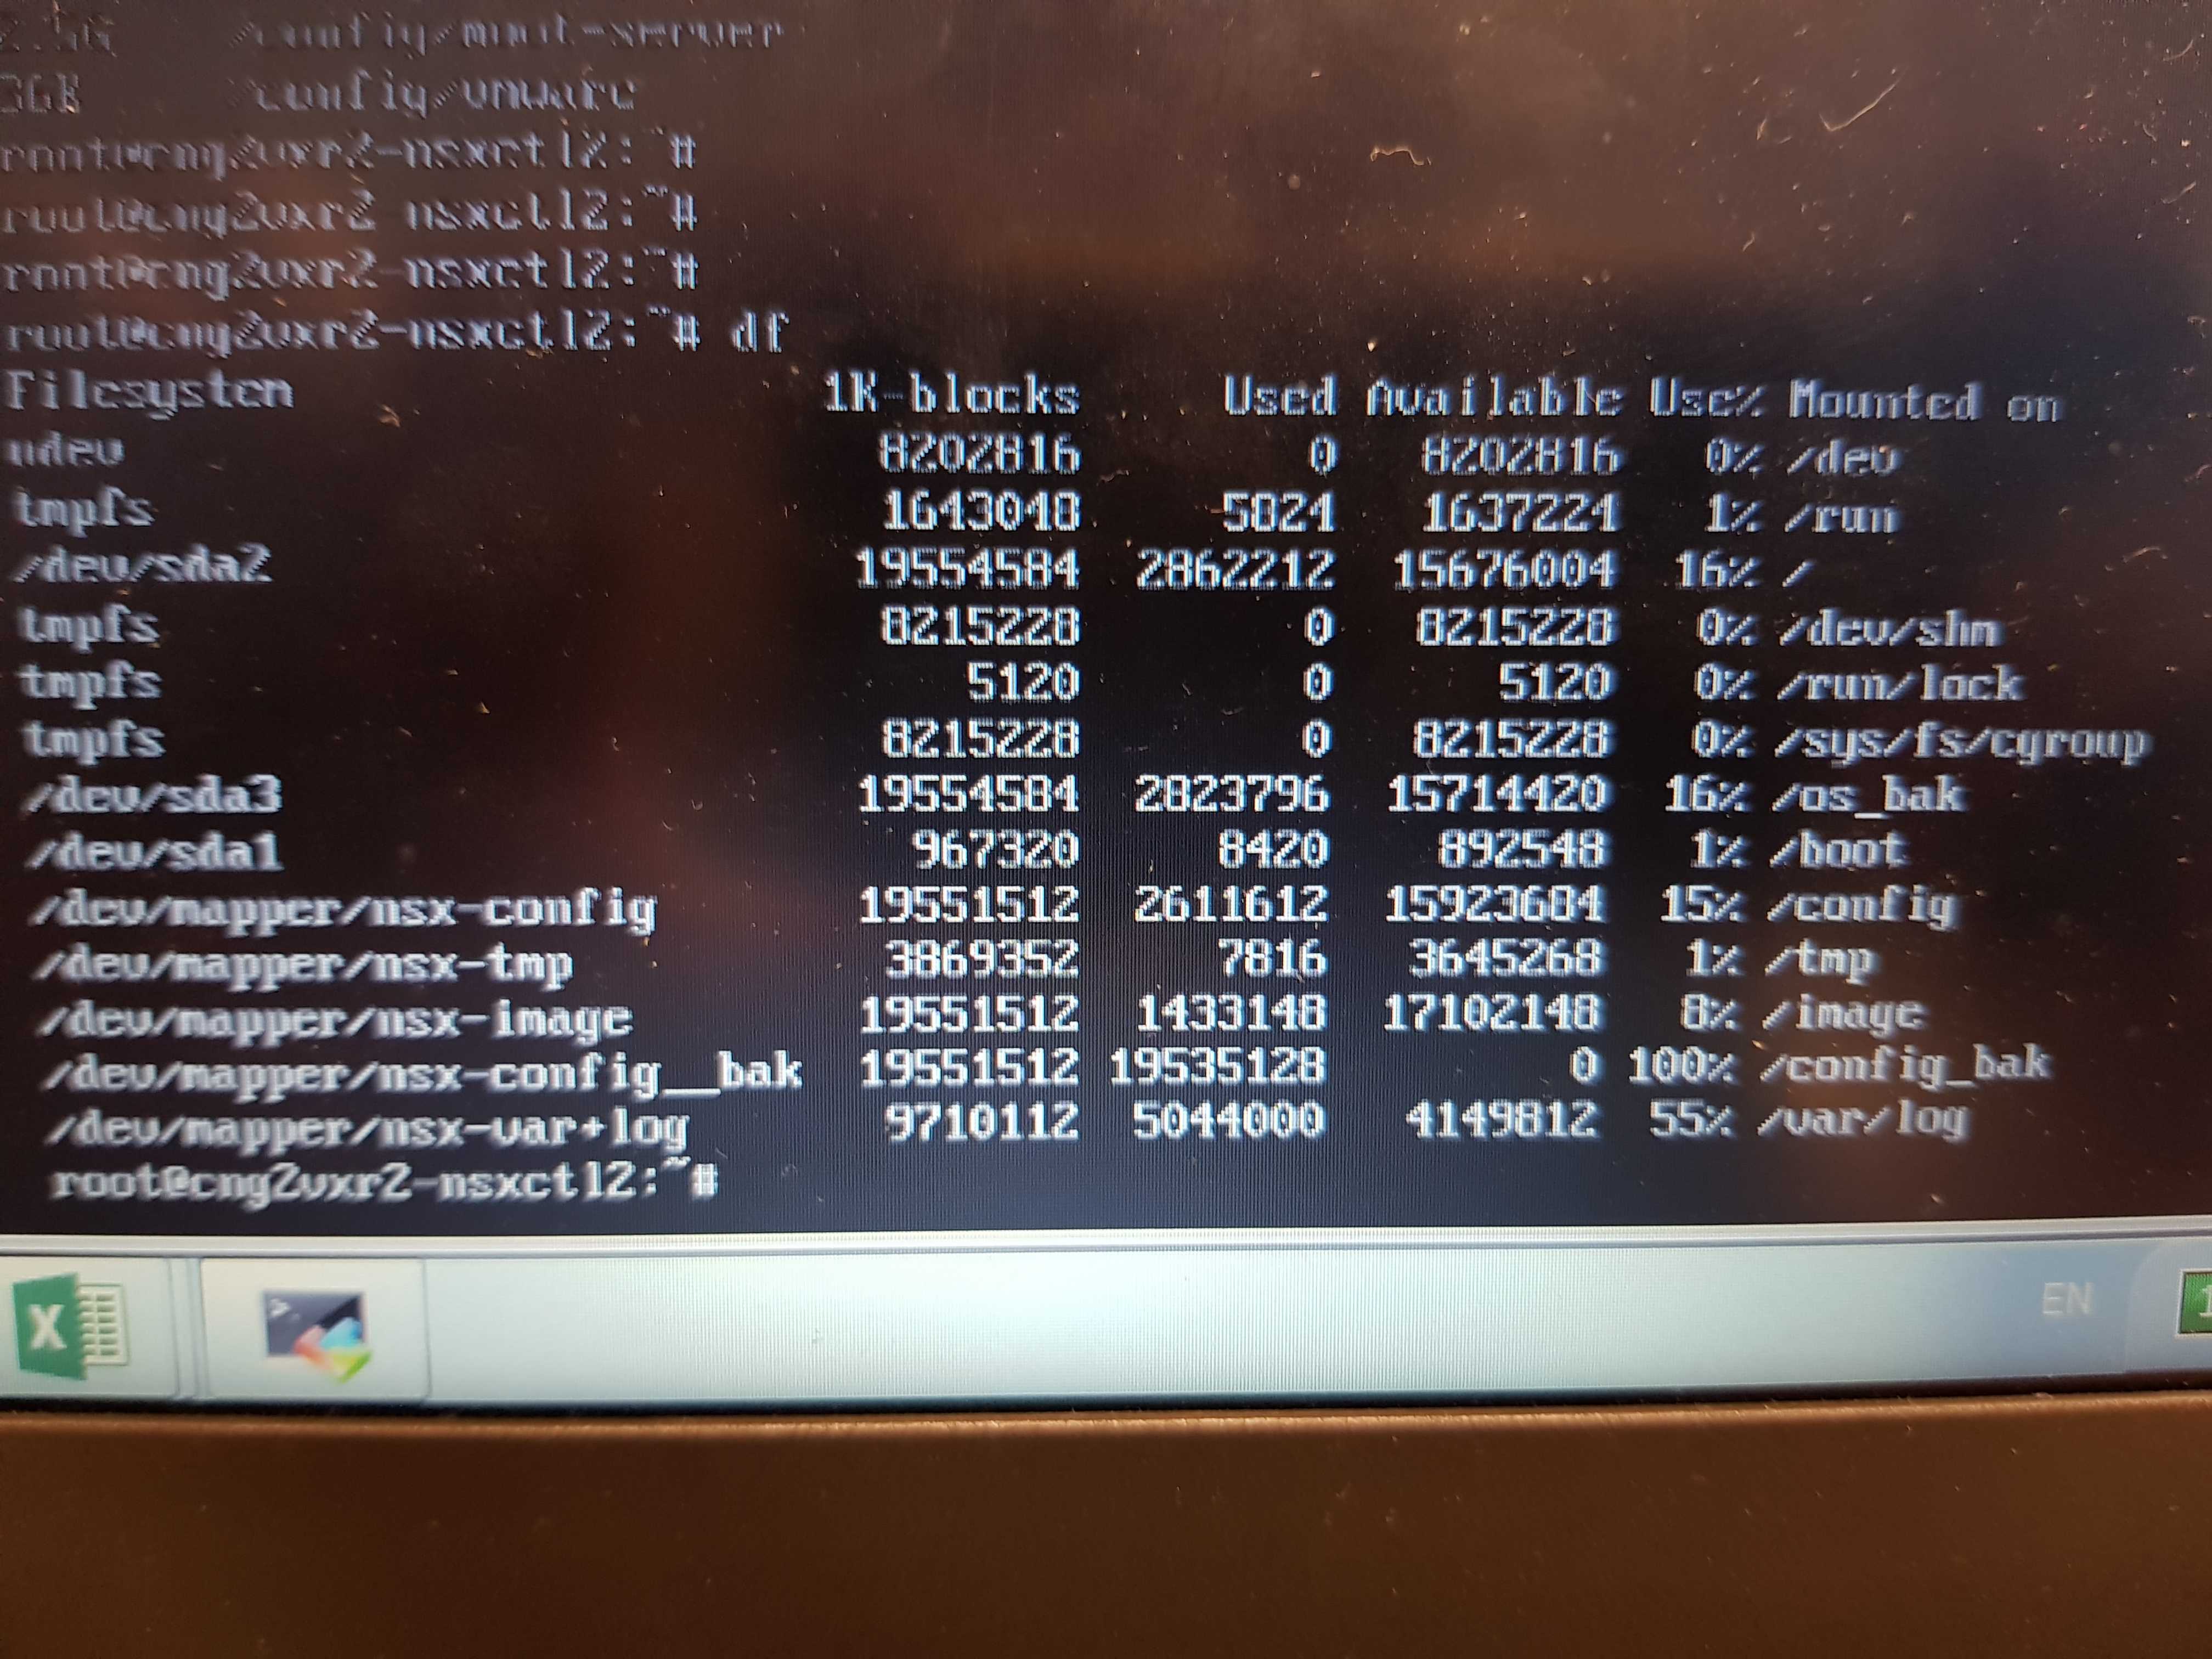 2.5G /config/mpot-server
36K /config/vmware
root@cng2vxr2-nsxctl2:~#
root@cng2vxr2-nsxctl2:~#
root@cng2vxr2-nsxctl2:~#
root@cng2vxr2-nsxctl2:~# df
Filesystem 1K-blocks Used Available Use% Mounted on
udev 8202816 0 8202816 0% /dev
tmpfs 1643048 5824 1637224 1% /run
/dev/sda2 19554584 2862212 15676004 16% /
tmpfs 8215228 0 8215228 0% /dev/shm
tmpfs 5120 0 5120 0% /run/lock
tmpfs 8215228 0 8215228 0% /sys/fs/cgroup
/dev/sda3 19554584 2823796 15714420 16% /os_bak
/dev/sda1 967320 8420 892548 1% /boot
/dev/mapper/nsx-config 19551512 2611612 15923684 15% /config
/dev/mapper/nsx-tmp 3869352 7816 3645268 1% /tmp
/dev/mapper/nsx-image 19551512 1433148 17102148 8% /image
/dev/mapper/nsx-config__bak 19551512 19535128 0 100% /config_bak
/dev/mapper/nsx-var+log 9710112 5044000 4149812 55% /var/log
root@cng2vxr2-nsxctl2:~#
X
EN